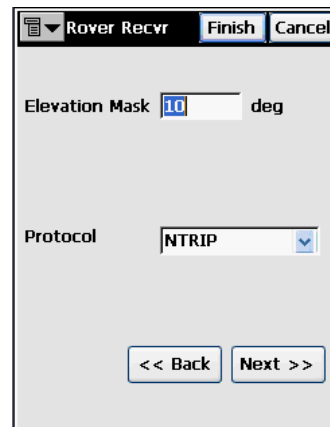 Rover Recvr Finish Cancel
Elevation Mask 10 deg
Protocol NTRIP
<< Back Next >>